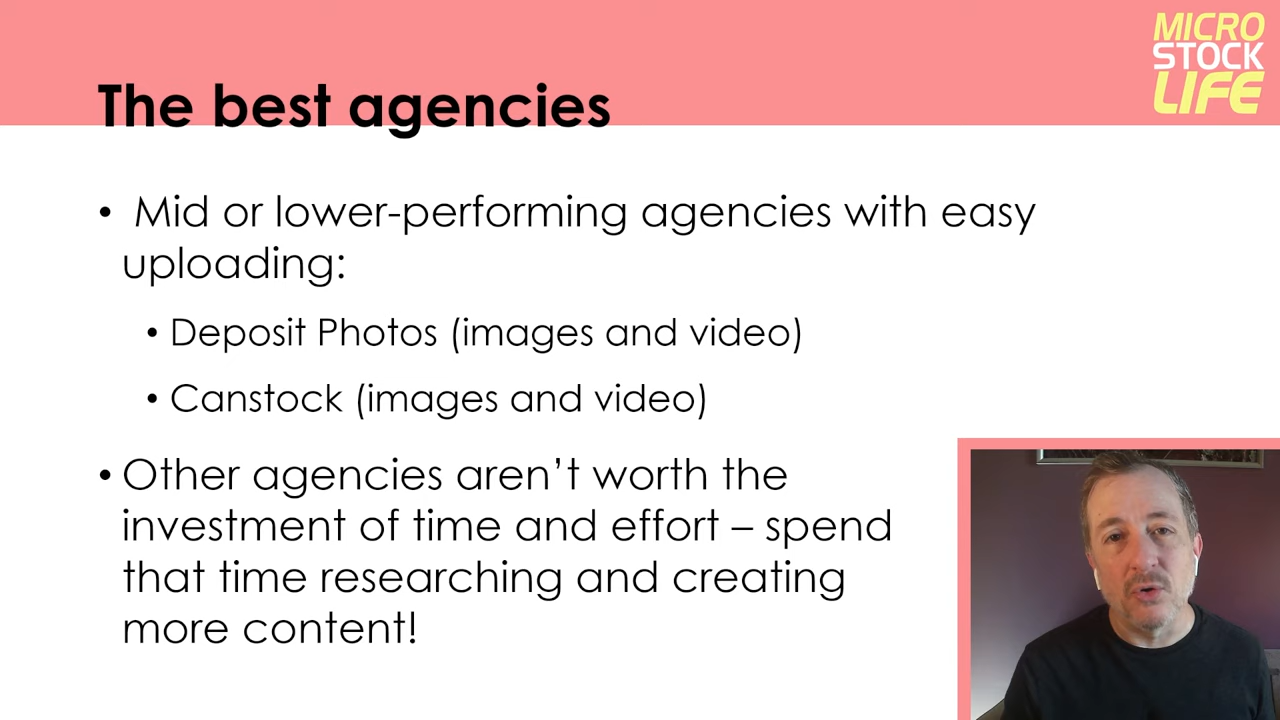 MICRO
STOCK
LIFE
The best agencies
• Mid or lower-performing agencies with easy
uploading:
• Deposit Photos (images and video)
• Canstock (images and video)
• Other agencies aren’t worth the
investment of time and effort – spend
that time researching and creating
more content!